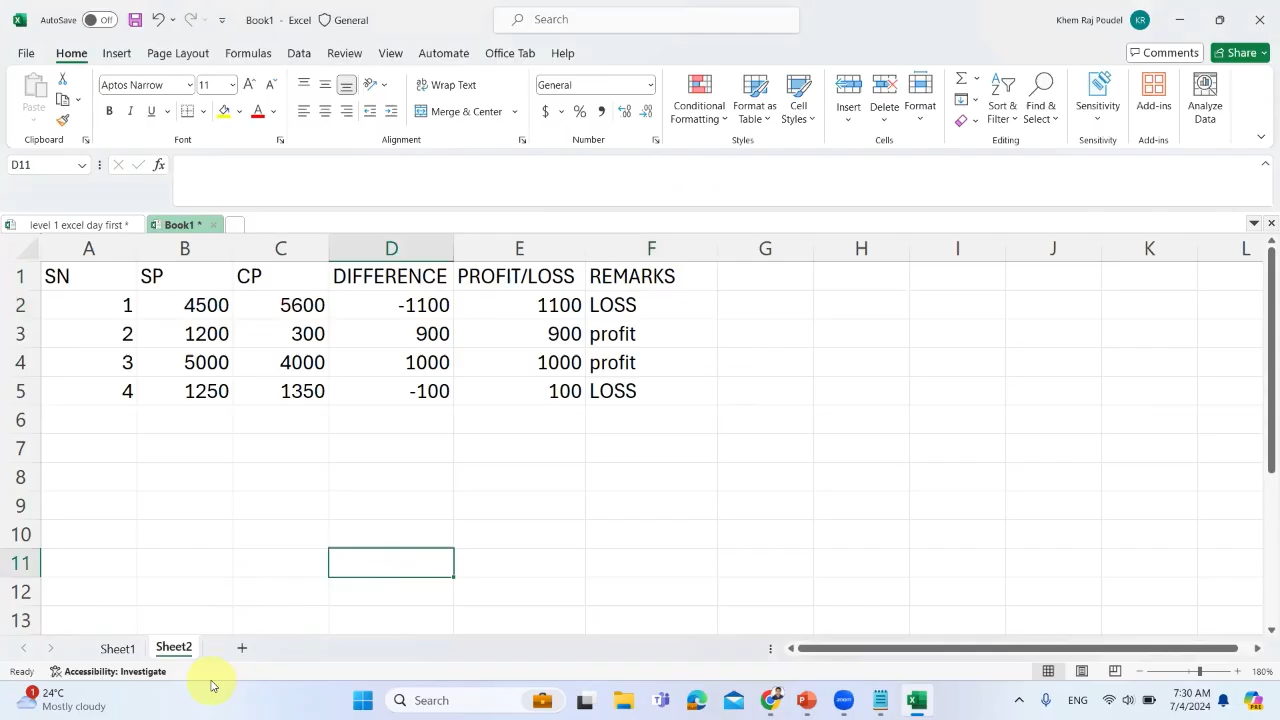 AutoSave Off Book1 - Excel General Search Khem Raj Poudel KR
File Home Insert Page Layout Formulas Data Review View Automate Office Tab Help Comments Share
Paste Aptos Narrow 11 Wrap Text General Conditional Formatting Format as Table Cell Styles Insert Delete Format Sort & Filter Find & Select Sensitivity Add-ins Analyze Data
B I U Merge & Center $ %
Clipboard Font Alignment Number Styles Cells Editing Sensitivity Add-ins
D11 fx
level 1 excel day first * Book1 *
A B C D E F G H I J K L
1 SN SP CP DIFFERENCE PROFIT/LOSS REMARKS
2 1 4500 5600 -1100 1100 LOSS
3 2 1200 300 900 900 profit
4 3 5000 4000 1000 1000 profit
5 4 1250 1350 -100 100 LOSS
6
7
8
9
10
11
12
13
Sheet1 Sheet2
Ready Accessibility: Investigate 180%
1 24°C Mostly cloudy Search zoom ENG 7:30 AM 7/4/2024 PRE